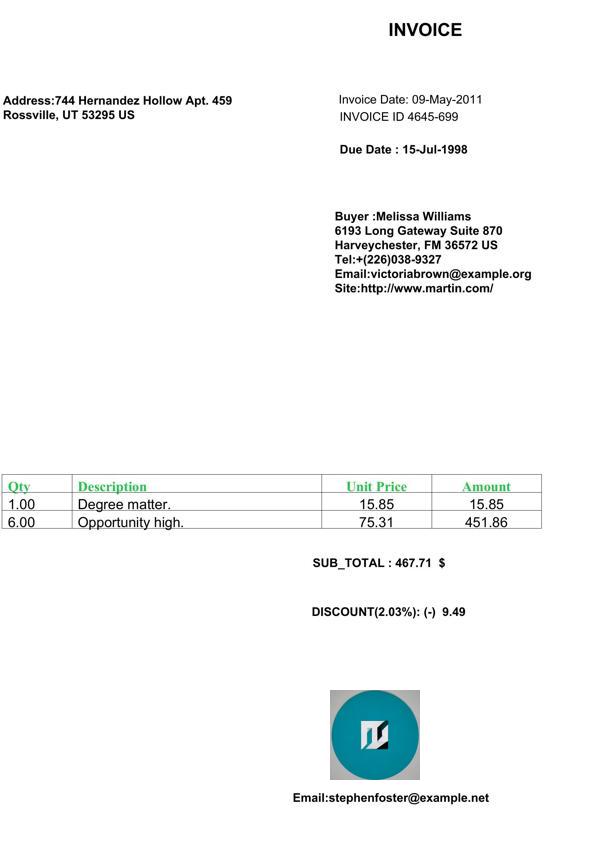 INVOICE
Address:744 Hernandez Hollow Apt. 459
Rossville, UT 53295 US
Invoice Date: 09-May-2011
INVOICE ID 4645-699
Due Date : 15-Jul-1998
Buyer :Melissa Williams
6193 Long Gateway Suite 870
Harveychester, FM 36572 US
Tel:+(226)038-9327
Email:victoriabrown@example.org
Site:http://www.martin.com/
Qty Description Unit Price Amount
1.00 Degree matter. 15.85 15.85
6.00 Opportunity high. 75.31 451.86
SUB_TOTAL : 467.71 $
DISCOUNT(2.03%): (-) 9.49
Email:stephenfoster@example.net